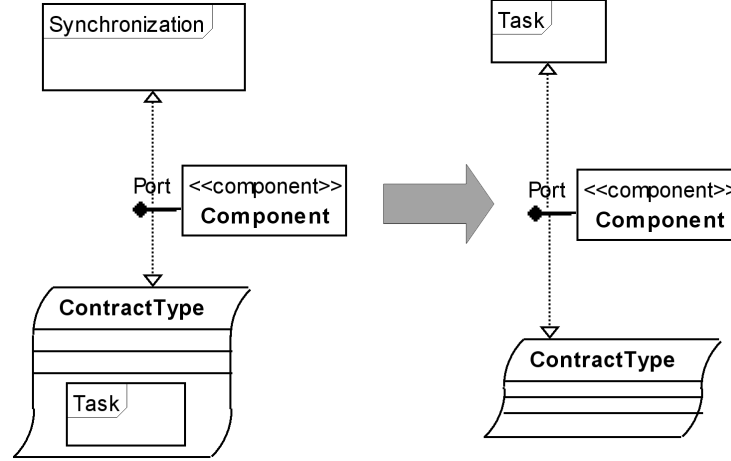 Synchronization
Port
<<component>>
Component
ContractType
Task
Task
Port
<<component>>
Component
ContractType